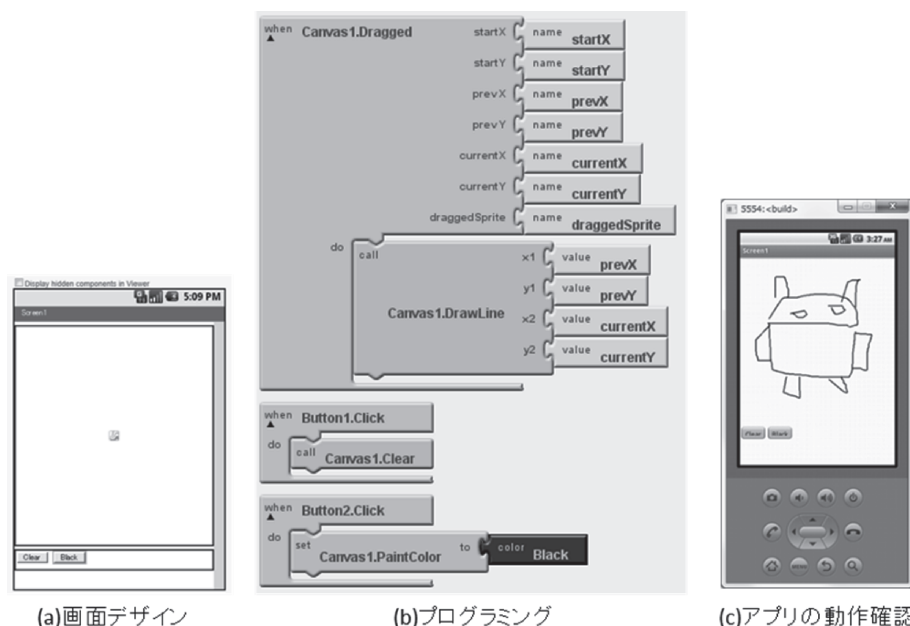 Display hidden components in Viewer
5:09 PM
Screen1
Clear Black
(a)画面デザイン
when Canvas1.Dragged
startX name startX
startY name startY
prevX name prevX
prevY name prevY
currentX name currentX
currentY name currentY
draggedSprite name draggedSprite
do
call Canvas1.DrawLine
x1 value prevX
y1 value prevY
x2 value currentX
y2 value currentY
when Button1.Click
do call Canvas1.Clear
when Button2.Click
do set Canvas1.PaintColor to color Black
(b)プログラミング
5554:<build>
3:27 AM
Screen1
Clear Black
MENU
(c)アプリの動作確認